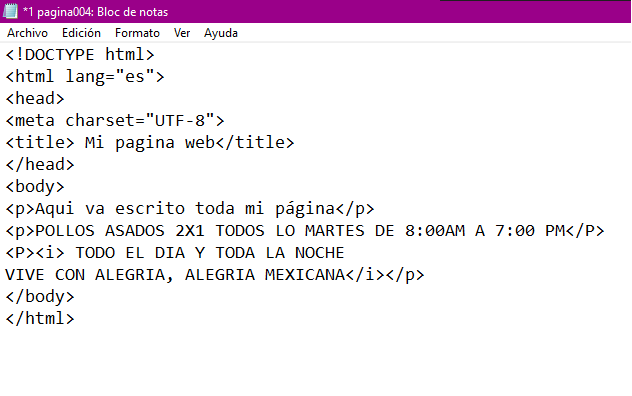 *1 pagina004: Bloc de notas
Archivo Edición Formato Ver Ayuda
<!DOCTYPE html>
<html lang="es">
<head>
<meta charset="UTF-8">
<title> Mi pagina web</title>
</head>
<body>
<p>Aqui va escrito toda mi página</p>
<p>POLLOS ASADOS 2X1 TODOS LO MARTES DE 8:00AM A 7:00 PM</P>
<P><i> TODO EL DIA Y TODA LA NOCHE
VIVE CON ALEGRIA, ALEGRIA MEXICANA</i></p>
</body>
</html>